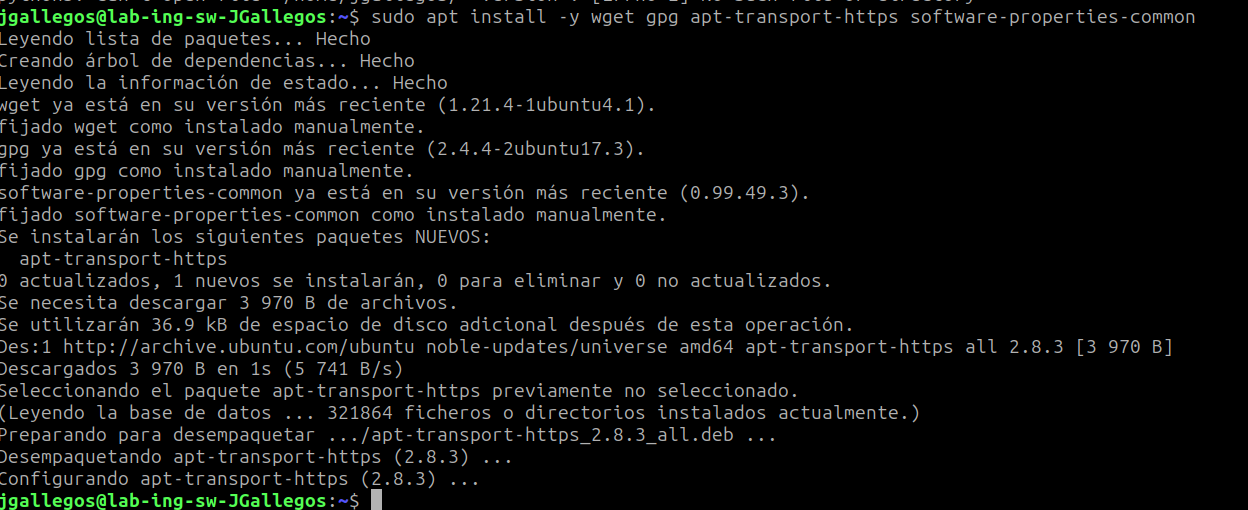 jgallegos@lab-ing-sw-JGallegos:~$ sudo apt install -y wget gpg apt-transport-https software-properties-common
Leyendo lista de paquetes... Hecho
Creando árbol de dependencias... Hecho
Leyendo la información de estado... Hecho
wget ya está en su versión más reciente (1.21.4-1ubuntu4.1).
fijado wget como instalado manualmente.
gpg ya está en su versión más reciente (2.4.4-2ubuntu17.3).
fijado gpg como instalado manualmente.
software-properties-common ya está en su versión más reciente (0.99.49.3).
fijado software-properties-common como instalado manualmente.
Se instalarán los siguientes paquetes NUEVOS:
  apt-transport-https
0 actualizados, 1 nuevos se instalarán, 0 para eliminar y 0 no actualizados.
Se necesita descargar 3 970 B de archivos.
Se utilizarán 36.9 kB de espacio de disco adicional después de esta operación.
Des:1 http://archive.ubuntu.com/ubuntu noble-updates/universe amd64 apt-transport-https all 2.8.3 [3 970 B]
Descargados 3 970 B en 1s (5 741 B/s)
Seleccionando el paquete apt-transport-https previamente no seleccionado.
(Leyendo la base de datos ... 321864 ficheros o directorios instalados actualmente.)
Preparando para desempaquetar .../apt-transport-https_2.8.3_all.deb ...
Desempaquetando apt-transport-https (2.8.3) ...
Configurando apt-transport-https (2.8.3) ...
jgallegos@lab-ing-sw-JGallegos:~$